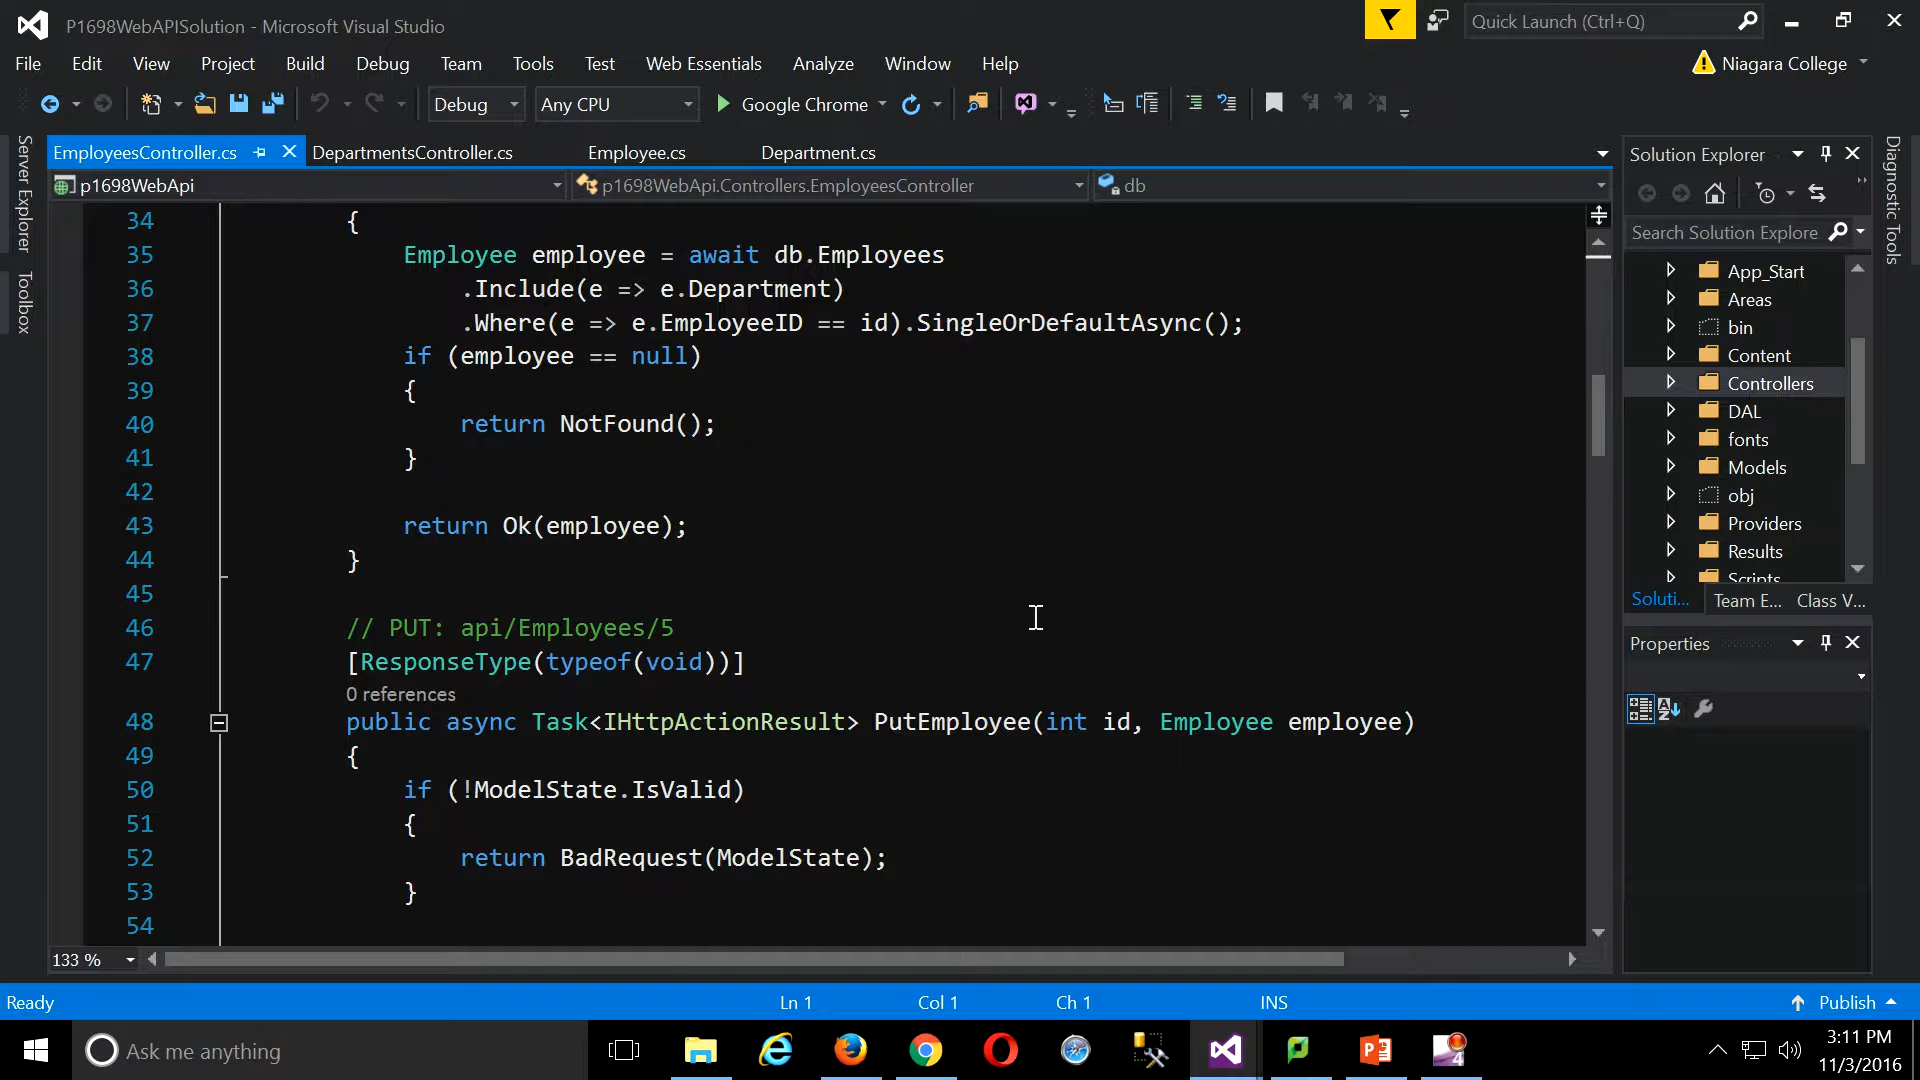 P1698WebAPISolution - Microsoft Visual Studio
Quick Launch (Ctrl+Q)
File Edit View Project Build Debug Team Tools Test Web Essentials Analyze Window Help
Niagara College
Debug Any CPU Google Chrome
Server Explorer
Toolbox
EmployeesController.cs DepartmentsController.cs Employee.cs Department.cs
p1698WebApi p1698WebApi.Controllers.EmployeesController db
34 {
35 Employee employee = await db.Employees
36 .Include(e => e.Department)
37 .Where(e => e.EmployeeID == id).SingleOrDefaultAsync();
38 if (employee == null)
39 {
40 return NotFound();
41 }
42
43 return Ok(employee);
44 }
45
46 // PUT: api/Employees/5
47 [ResponseType(typeof(void))]
0 references
48 public async Task<IHttpActionResult> PutEmployee(int id, Employee employee)
49 {
50 if (!ModelState.IsValid)
51 {
52 return BadRequest(ModelState);
53 }
54
133 %
Solution Explorer
Search Solution Explore
App_Start
Areas
bin
Content
Controllers
DAL
fonts
Models
obj
Providers
Results
Scripts
Soluti... Team E... Class V...
Properties
Diagnostic Tools
Ready Ln 1 Col 1 Ch 1 INS Publish
Ask me anything
3:11 PM
11/3/2016